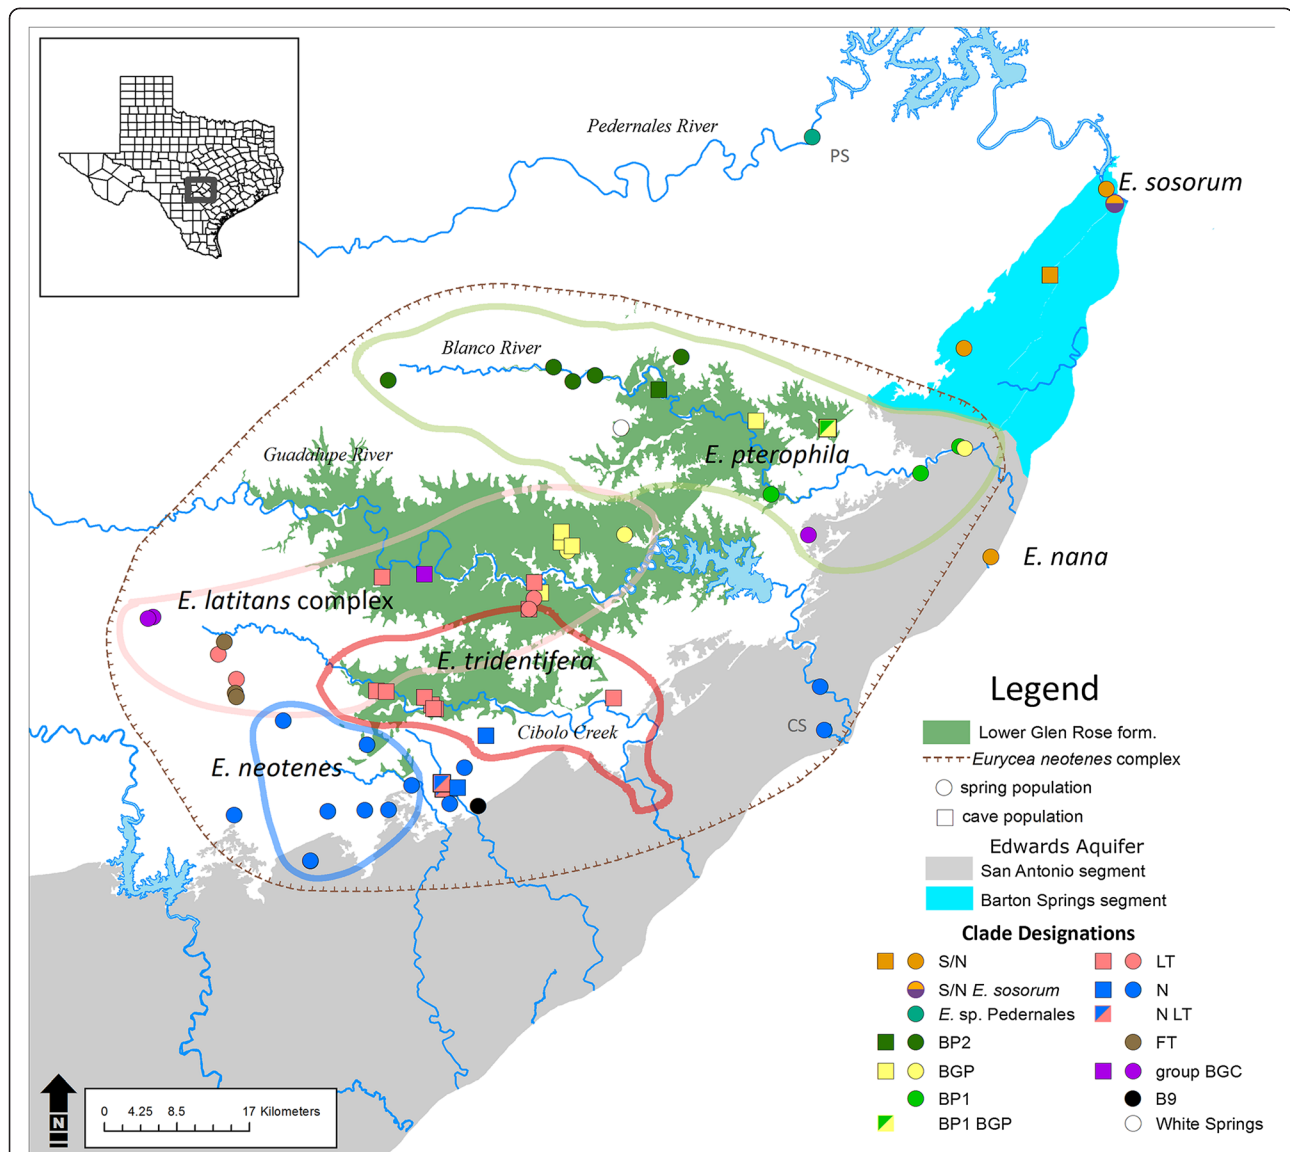 Pedernales River
PS
E. sosorum
Blanco River
Guadalupe River
E. pterophila
E. nana
E. latitans complex
E. tridentifera
Cibolo Creek
CS
E. neotenes
Legend
Lower Glen Rose form.
Eurycea neotenes complex
spring population
cave population
Edwards Aquifer
San Antonio segment
Barton Springs segment
Clade Designations
S/N
LT
S/N E. sosorum
N
E. sp. Pedernales
N LT
BP2
FT
BGP
group BGC
BP1
B9
BP1 BGP
White Springs
N
0 4.25 8.5 17 Kilometers